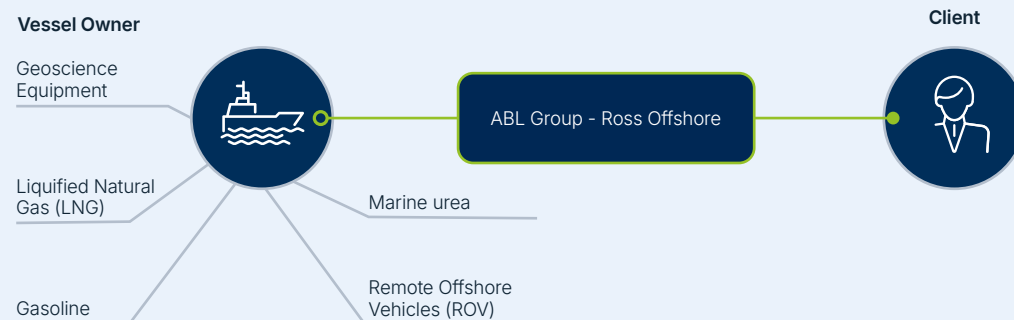 Vessel Owner
Client
Geoscience
Equipment
ABL Group - Ross Offshore
Liquified Natural
Gas (LNG)
Marine urea
Remote Offshore
Vehicles (ROV)
Gasoline